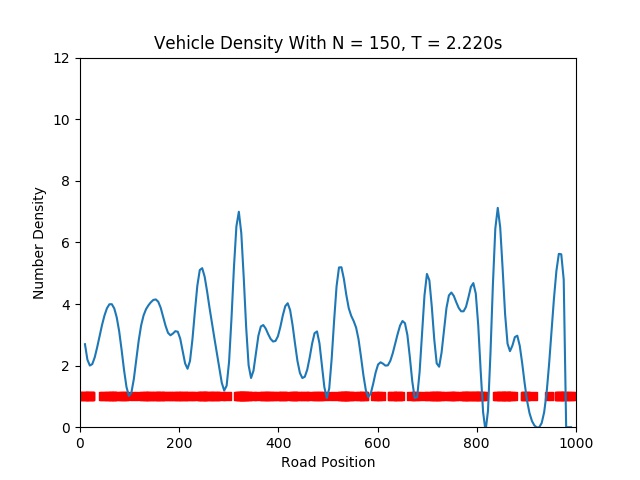 Vehicle Density With N = 150, T = 2.220s
12
10
8
6
4
2
0
Number Density
0 200 400 600 800 1000
Road Position